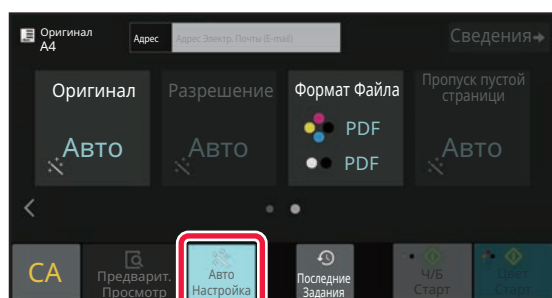 Оригинал
A4
Адрес
Адрес Электр. Почты (E-mail)
Сведения
Оригинал
Авто
Разрешение
Авто
Формат Файла
PDF
PDF
Пропуск пустой
страници
Авто
CA
Предварит.
Просмотр
Авто
Настройка
Последние
Задания
Ч/Б
Старт
Цвет
Старт